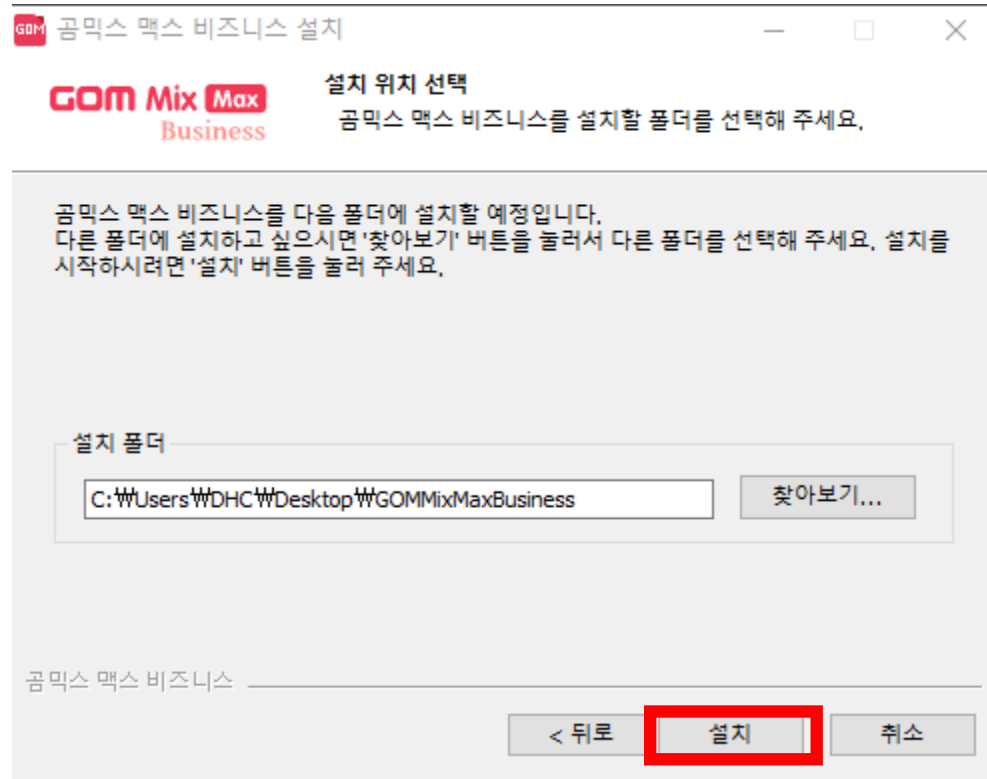 GOM 곰믹스 맥스 비즈니스 설치
GOM Mix Max
Business
설치 위치 선택
곰믹스 맥스 비즈니스를 설치할 폴더를 선택해 주세요.
곰믹스 맥스 비즈니스를 다음 폴더에 설치할 예정입니다.
다른 폴더에 설치하고 싶으시면 '찾아보기' 버튼을 눌러서 다른 폴더를 선택해 주세요. 설치를
시작하시려면 '설치' 버튼을 눌러 주세요.
설치 폴더
C:₩Users₩DHC₩Desktop₩GOMMixMaxBusiness
찾아보기...
곰믹스 맥스 비즈니스
< 뒤로
설치
취소